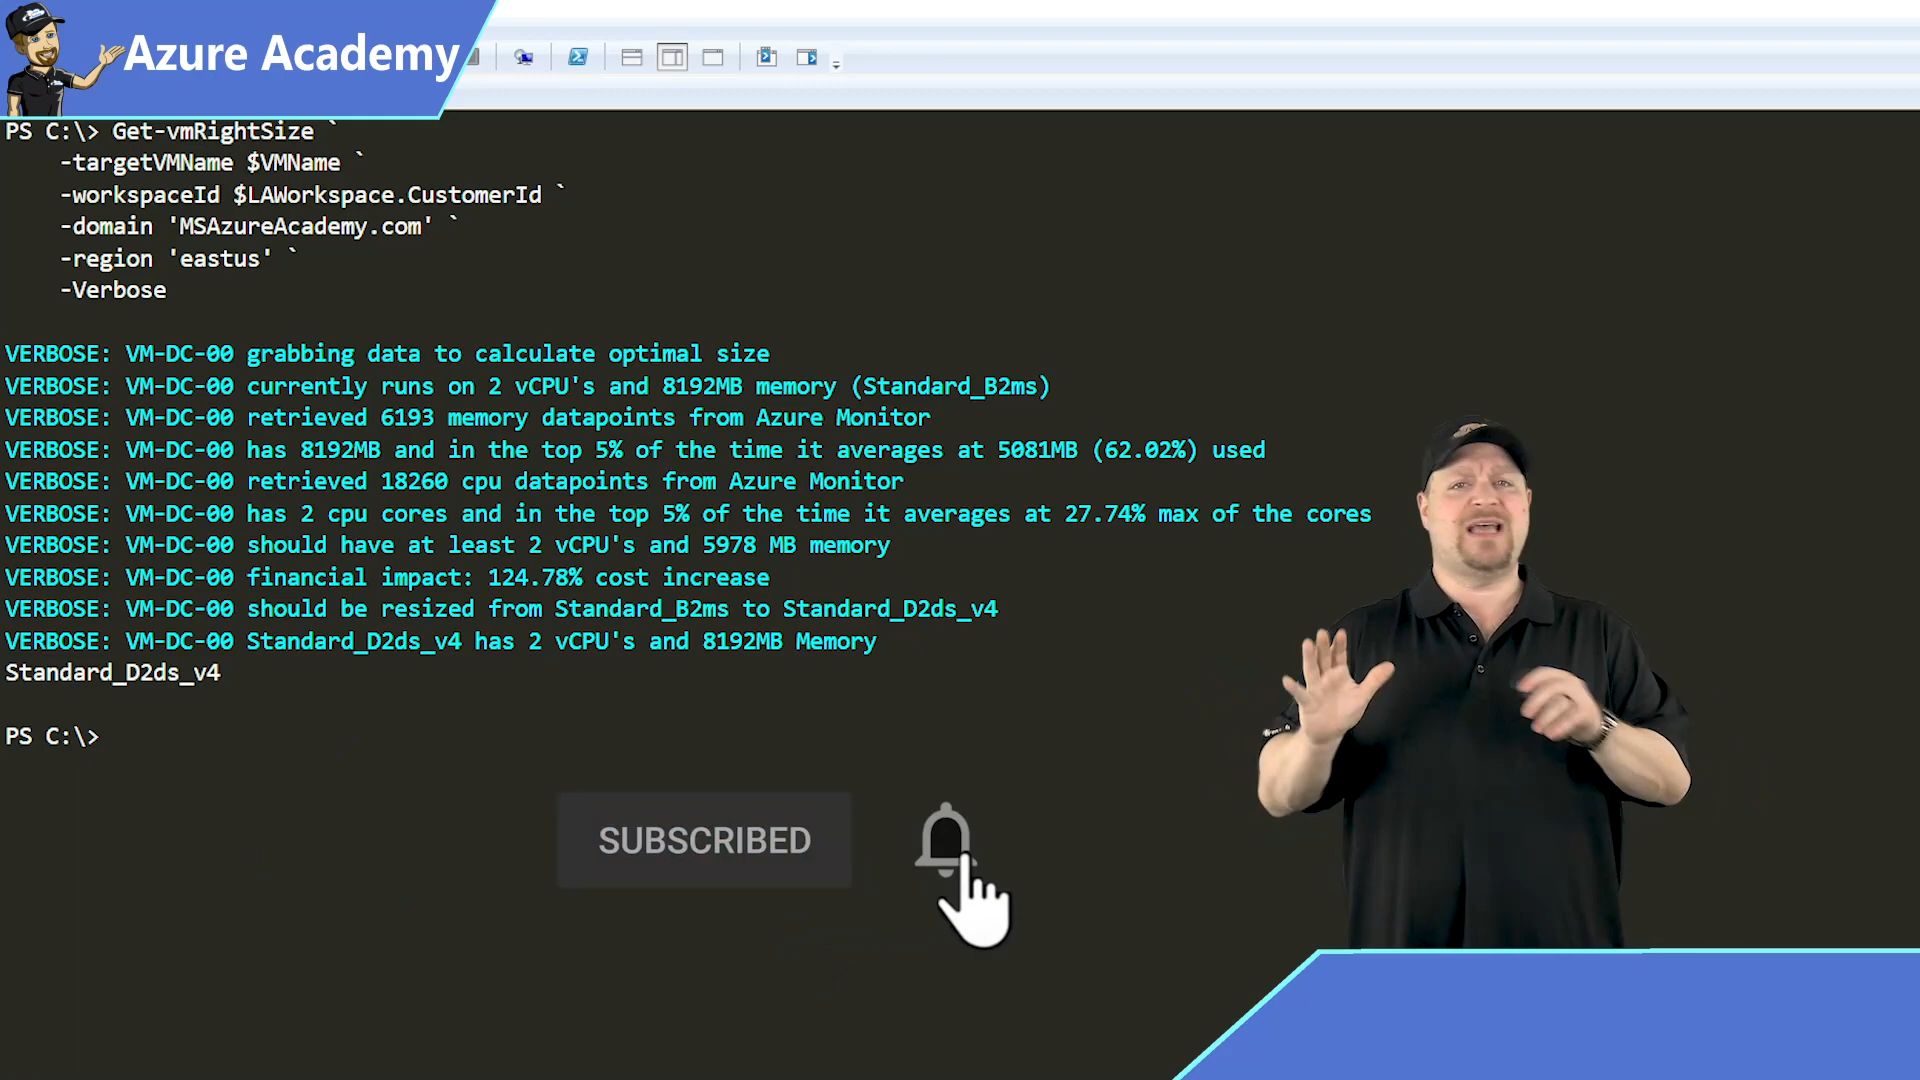 Azure Academy
PS C:\> Get-vmRightSize `
-targetVMName $VMName `
-workspaceId $LAWorkspace.CustomerId `
-domain 'MSAzureAcademy.com' `
-region 'eastus' `
-Verbose
VERBOSE: VM-DC-00 grabbing data to calculate optimal size
VERBOSE: VM-DC-00 currently runs on 2 vCPU's and 8192MB memory (Standard_B2ms)
VERBOSE: VM-DC-00 retrieved 6193 memory datapoints from Azure Monitor
VERBOSE: VM-DC-00 has 8192MB and in the top 5% of the time it averages at 5081MB (62.02%) used
VERBOSE: VM-DC-00 retrieved 18260 cpu datapoints from Azure Monitor
VERBOSE: VM-DC-00 has 2 cpu cores and in the top 5% of the time it averages at 27.74% max of the cores
VERBOSE: VM-DC-00 should have at least 2 vCPU's and 5978 MB memory
VERBOSE: VM-DC-00 financial impact: 124.78% cost increase
VERBOSE: VM-DC-00 should be resized from Standard_B2ms to Standard_D2ds_v4
VERBOSE: VM-DC-00 Standard_D2ds_v4 has 2 vCPU's and 8192MB Memory
Standard_D2ds_v4
PS C:\>
SUBSCRIBED